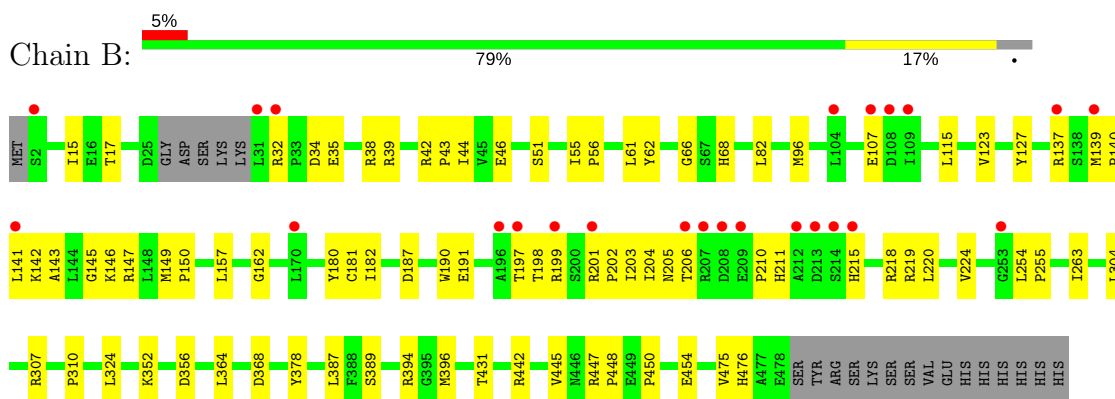 5%
Chain B:
79% 17% •
MET S2 I15 E16 T17 D25 GLY ASP SER LYS LYS L31 R32 P33 D34 E35 R38 R39 R42 P43 I44 V45 E46 S51 I55 P56 L61 Y62 G66 S67 H68 L82 M96 L104 E107 D108 I109 L115 V123 Y127 R137 S138 M139
L141 K142 A143 L144 G145 K146 R147 L148 M149 P150 L157 G162 L170 Y180 C181 I182 D187 W190 E191 A196 T197 T198 R199 S200 R201 P202 I203 I204 N205 T206 R207 D208 E209 P210 H211 A212 D213 S214 H215 R218 R219 L220 V224 G253 L254 P255 I263
R307 P310 L324 K352 D356 L364 D368 Y378 L387 F388 S389 R394 G395 M396 T431 R442 V445 N446 R447 P448 E449 P450 E454 V475 H476 A477 E478 SER TYR ARG SER LYS SER SER VAL GLU HIS HIS HIS HIS HIS HIS